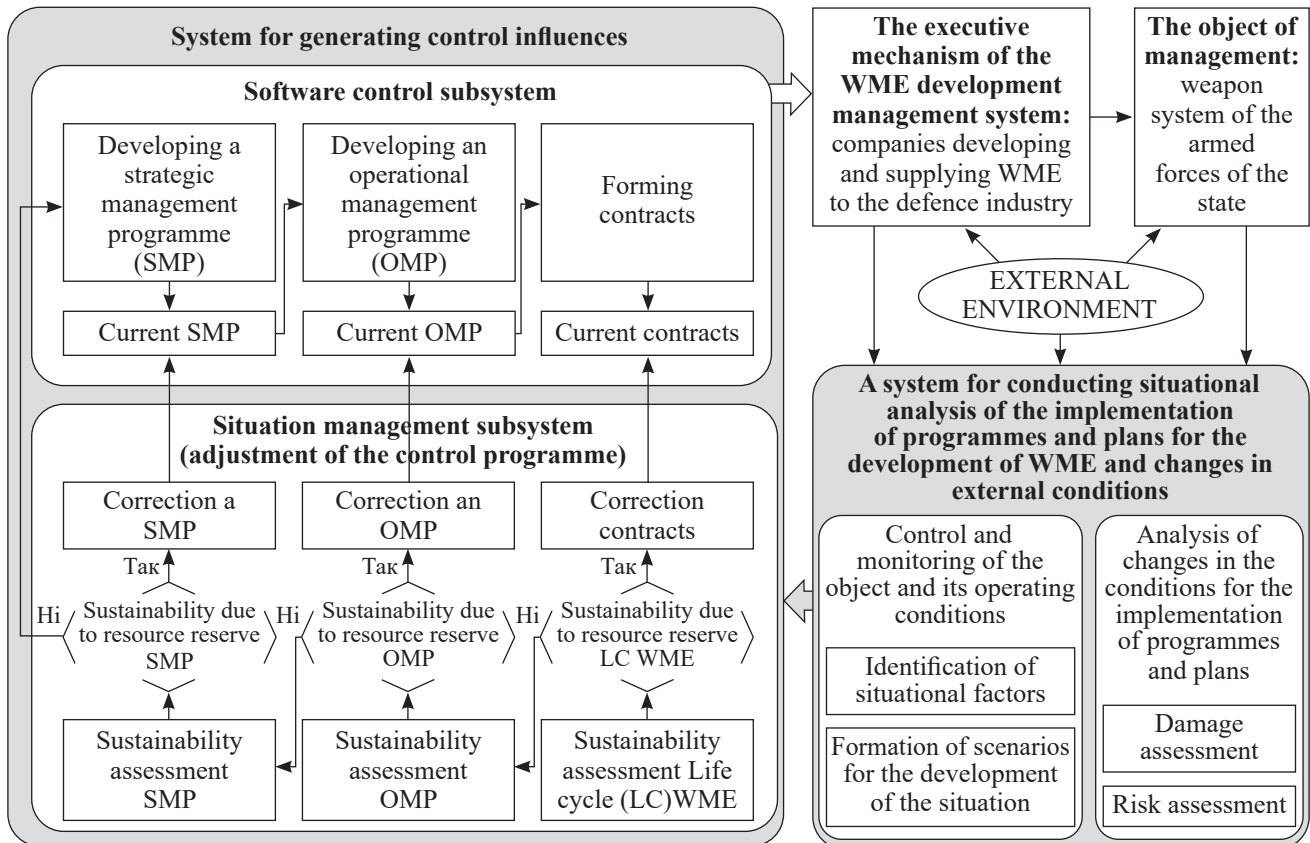 System for generating control influences
Software control subsystem
Developing a
strategic
management
programme
(SMP)
Developing an
operational
management
programme
(OMP)
Forming
contracts
Current SMP
Current OMP
Current contracts
Situation management subsystem
(adjustment of the control programme)
Correction a
SMP
Correction an
OMP
Correction
contracts
Так
Так
Так
Ні
Sustainability due
to resource reserve
SMP
Ні
Sustainability due
to resource reserve
OMP
Ні
Sustainability due
to resource reserve
LC WME
Sustainability
assessment
SMP
Sustainability
assessment
OMP
Sustainability
assessment Life
cycle (LC)WME
The executive
mechanism of the
WME development
management system:
companies developing
and supplying WME
to the defence industry
The object of
management:
weapon
system of the
armed
forces of the
state
EXTERNAL
ENVIRONMENT
A system for conducting situational
analysis of the implementation
of programmes and plans for the
development of WME and changes in
external conditions
Control and
monitoring of the
object and its operating
conditions
Identification of
situational factors
Formation of scenarios
for the development
of the situation
Analysis of
changes in the
conditions for the
implementation
of programmes
and plans
Damage
assessment
Risk assessment